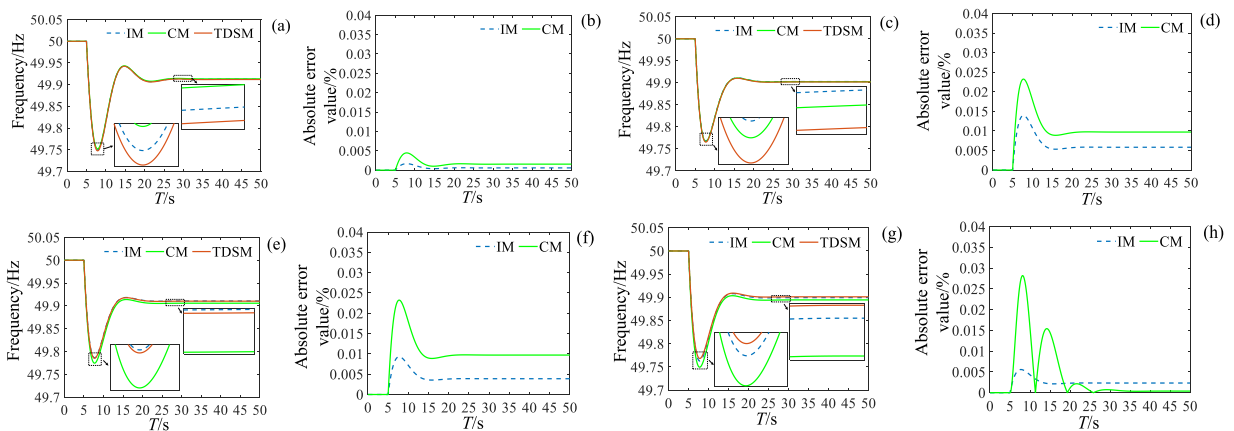 50.05
50
49.95
49.9
49.85
49.8
49.75
49.7
Frequency/Hz
IM CM TDSM
(a)
0 5 10 15 20 25 30 35 40 45 50
T/s
0.04
0.035
0.03
0.025
0.02
0.015
0.01
0.005
0
Absolute error
value/%
IM CM
(b)
0 5 10 15 20 25 30 35 40 45 50
T/s
50.05
50
49.95
49.9
49.85
49.8
49.75
49.7
Frequency/Hz
IM CM TDSM
(c)
0 5 10 15 20 25 30 35 40 45 50
T/s
0.04
0.035
0.03
0.025
0.02
0.015
0.01
0.005
0
Absolute error
value/%
IM CM
(d)
0 5 10 15 20 25 30 35 40 45 50
T/s
50.05
50
49.95
49.9
49.85
49.8
49.75
49.7
Frequency/Hz
IM CM TDSM
(e)
0 5 10 15 20 25 30 35 40 45 50
T/s
0.04
0.035
0.03
0.025
0.02
0.015
0.01
0.005
0
Absolute error
value/%
IM CM
(f)
0 5 10 15 20 25 30 35 40 45 50
T/s
50.05
50
49.95
49.9
49.85
49.8
49.75
49.7
Frequency/Hz
IM CM TDSM
(g)
0 5 10 15 20 25 30 35 40 45 50
T/s
0.04
0.035
0.03
0.025
0.02
0.015
0.01
0.005
0
Absolute error
value/%
IM CM
(h)
0 5 10 15 20 25 30 35 40 45 50
T/s